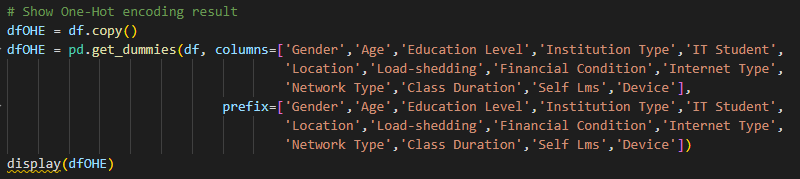 # Show One-Hot encoding result
dfOHE = df.copy()
dfOHE = pd.get_dummies(df, columns=['Gender','Age','Education Level','Institution Type','IT Student',
'Location','Load-shedding','Financial Condition','Internet Type',
'Network Type','Class Duration','Self Lms','Device'],
prefix=['Gender','Age','Education Level','Institution Type','IT Student',
'Location','Load-shedding','Financial Condition','Internet Type',
'Network Type','Class Duration','Self Lms','Device'])
display(dfOHE)